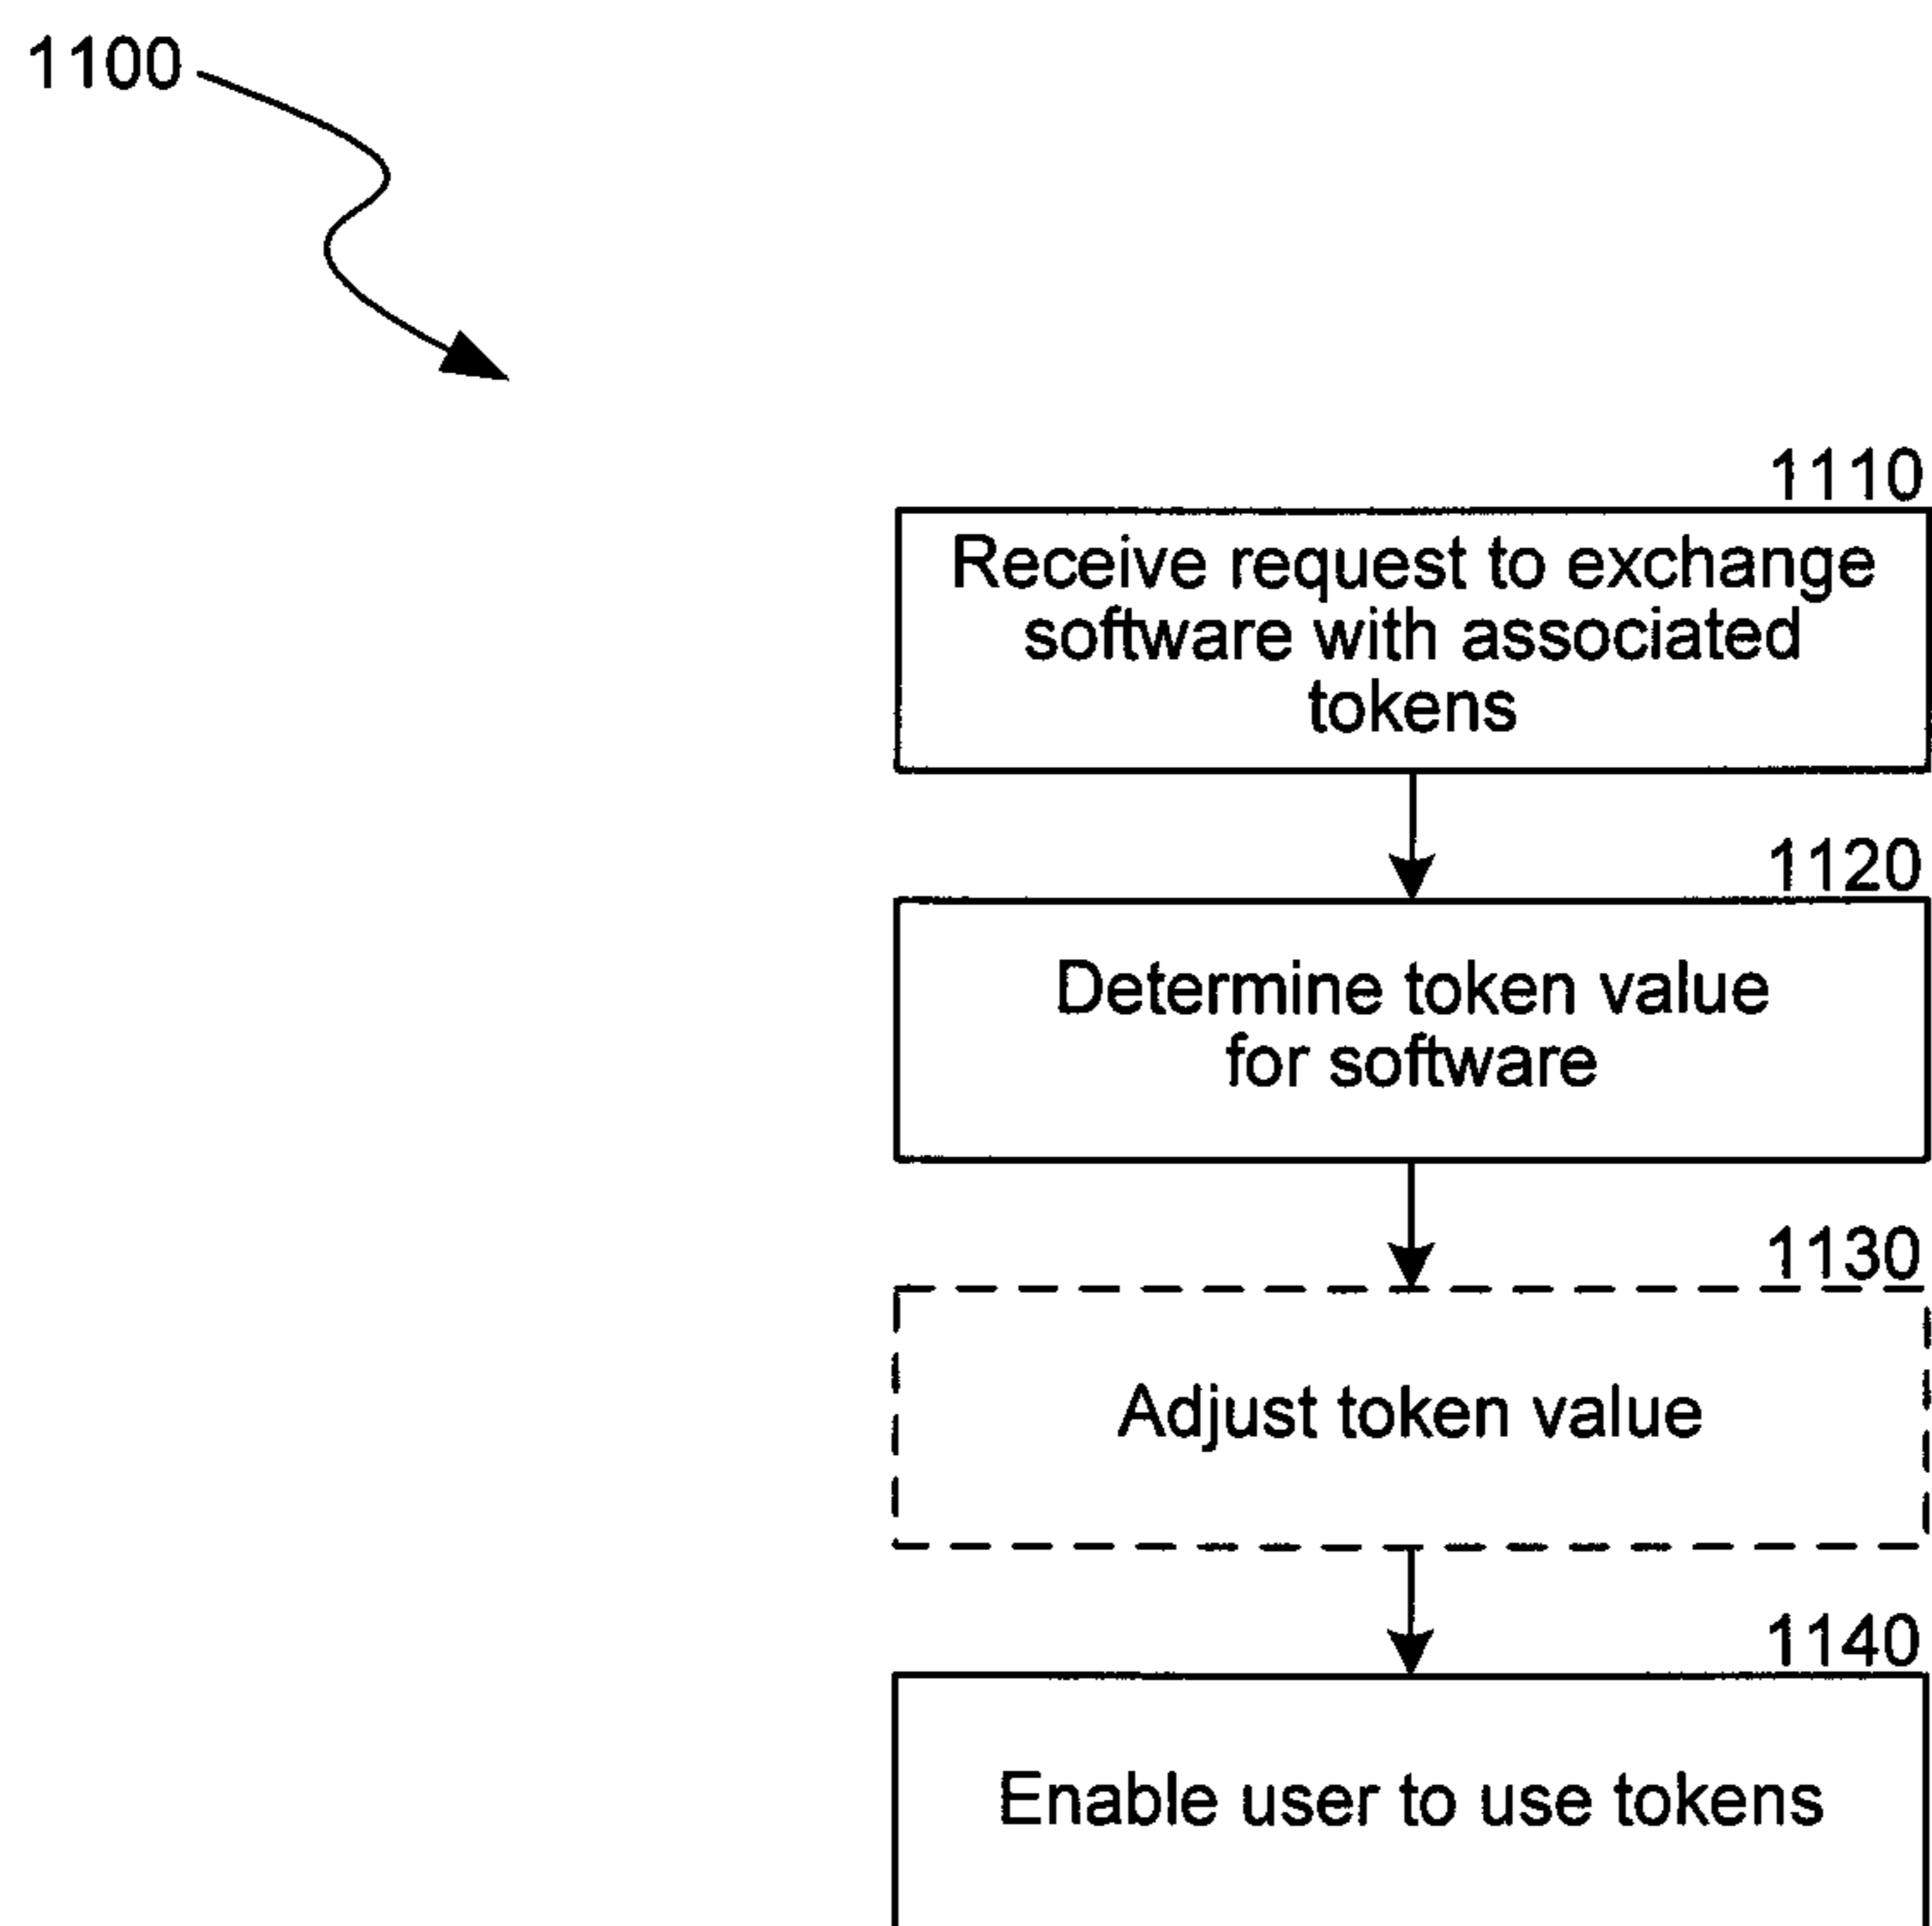 1100
1110
Receive request to exchange
software with associated
tokens
1120
Determine token value
for software
1130
Adjust token value
1140
Enable user to use tokens